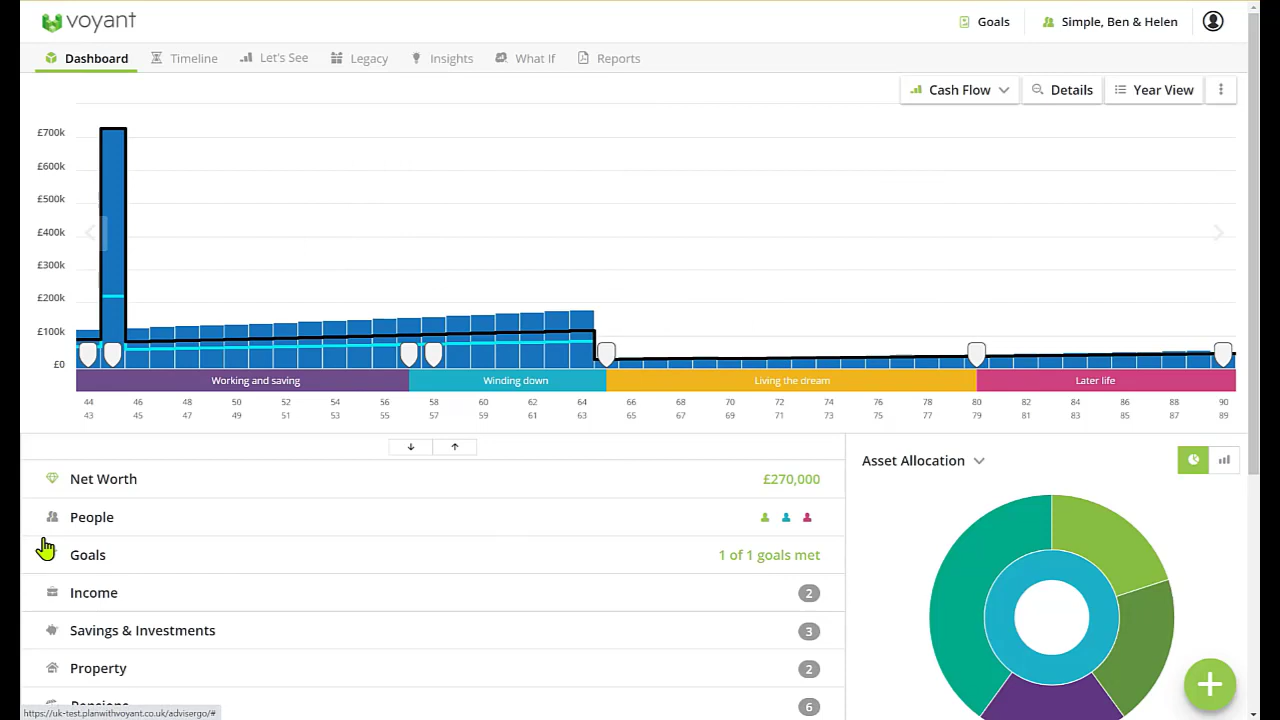 voyant
Goals
Simple, Ben & Helen
Dashboard
Timeline
Let's See
Legacy
Insights
What If
Reports
Cash Flow
Details
Year View
£700k
£600k
£500k
£400k
£300k
£200k
£100k
£0
Working and saving
Winding down
Living the dream
Later life
44 46 48 50 52 54 56 58 60 62 64 66 68 70 72 74 76 78 80 82 84 86 88 90
43 45 47 49 51 53 55 57 59 61 63 65 67 69 71 73 75 77 79 81 83 85 87 89
Net Worth £270,000
Asset Allocation
People
Goals 1 of 1 goals met
Income 2
Savings & Investments 3
Property 2
Pensions 6
https://uk-test.planwithvoyant.co.uk/advisergo/#